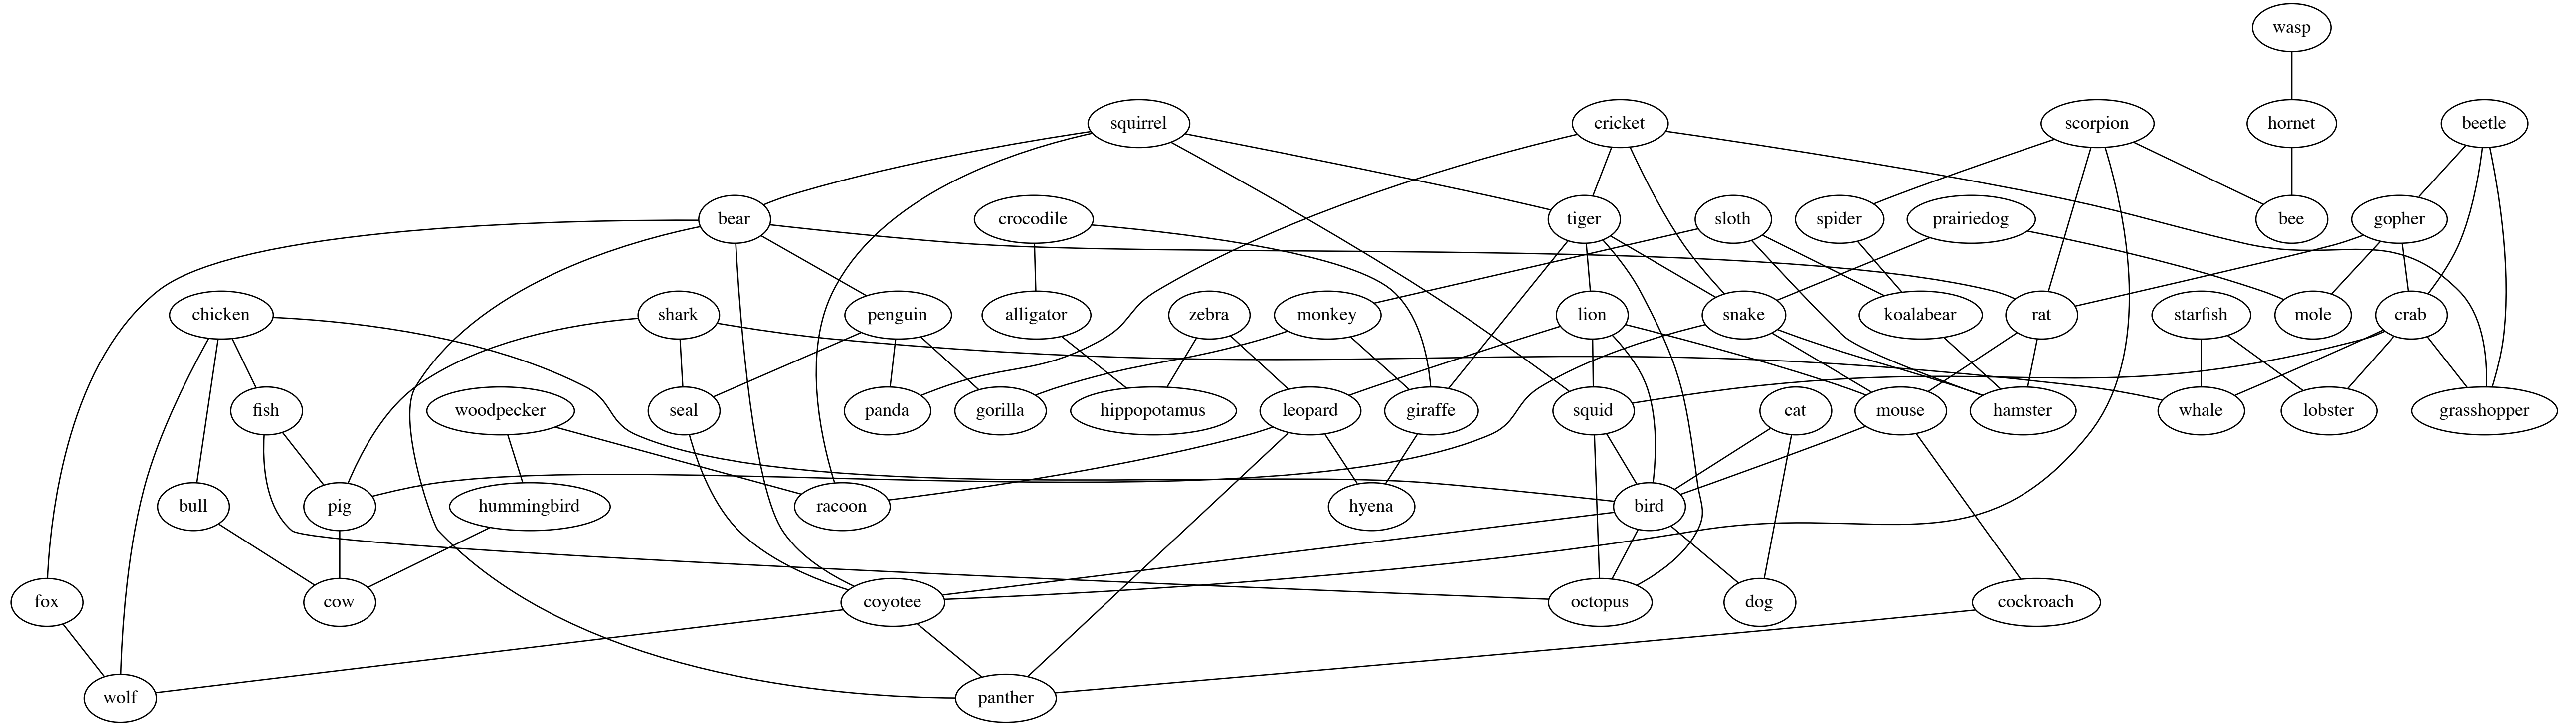 wasp
squirrel
cricket
scorpion
hornet
beetle
bear
crocodile
tiger
sloth
spider
prairiedog
bee
gopher
chicken
shark
penguin
alligator
zebra
monkey
lion
snake
koalabear
rat
starfish
mole
crab
fish
woodpecker
seal
panda
gorilla
hippopotamus
leopard
giraffe
squid
cat
mouse
hamster
whale
lobster
grasshopper
bull
pig
hummingbird
racoon
hyena
bird
fox
cow
coyotee
octopus
dog
cockroach
wolf
panther